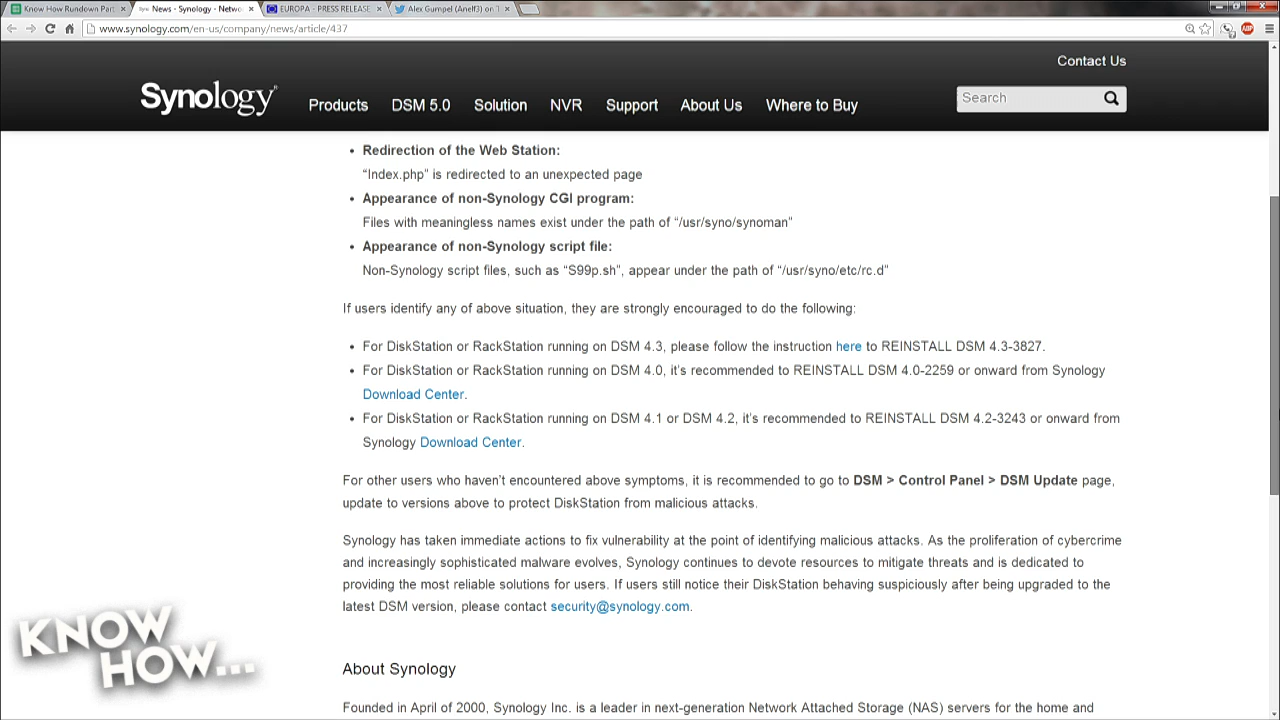 Know How Rundown Part
News - Synology - Netwo
EUROPA - PRESS RELEASE
Alex Gumpel (Anelf3) on T
www.synology.com/en-us/company/news/article/437
Contact Us
Synology
Products
DSM 5.0
Solution
NVR
Support
About Us
Where to Buy
Search
• Redirection of the Web Station:
“Index.php” is redirected to an unexpected page
• Appearance of non-Synology CGI program:
Files with meaningless names exist under the path of “/usr/syno/synoman”
• Appearance of non-Synology script file:
Non-Synology script files, such as “S99p.sh”, appear under the path of “/usr/syno/etc/rc.d”
If users identify any of above situation, they are strongly encouraged to do the following:
• For DiskStation or RackStation running on DSM 4.3, please follow the instruction here to REINSTALL DSM 4.3-3827.
• For DiskStation or RackStation running on DSM 4.0, it’s recommended to REINSTALL DSM 4.0-2259 or onward from Synology
Download Center.
• For DiskStation or RackStation running on DSM 4.1 or DSM 4.2, it’s recommended to REINSTALL DSM 4.2-3243 or onward from
Synology Download Center.
For other users who haven’t encountered above symptoms, it is recommended to go to DSM > Control Panel > DSM Update page,
update to versions above to protect DiskStation from malicious attacks.
Synology has taken immediate actions to fix vulnerability at the point of identifying malicious attacks. As the proliferation of cybercrime
and increasingly sophisticated malware evolves, Synology continues to devote resources to mitigate threats and is dedicated to
providing the most reliable solutions for users. If users still notice their DiskStation behaving suspiciously after being upgraded to the
latest DSM version, please contact security@synology.com.
KNOW
HOW...
About Synology
Founded in April of 2000, Synology Inc. is a leader in next-generation Network Attached Storage (NAS) servers for the home and